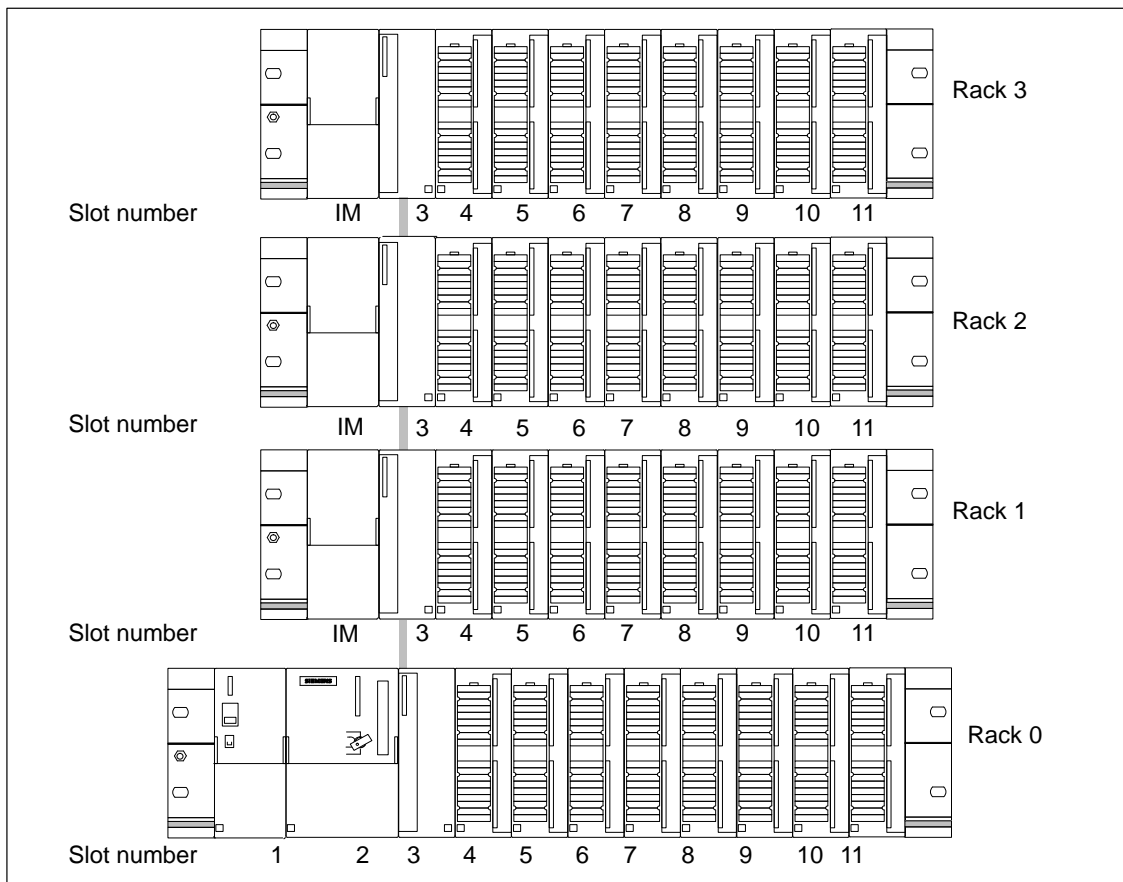 Rack 3
Slot number IM 3 4 5 6 7 8 9 10 11
Rack 2
Slot number IM 3 4 5 6 7 8 9 10 11
Rack 1
Slot number IM 3 4 5 6 7 8 9 10 11
SIEMENS
Rack 0
Slot number 1 2 3 4 5 6 7 8 9 10 11